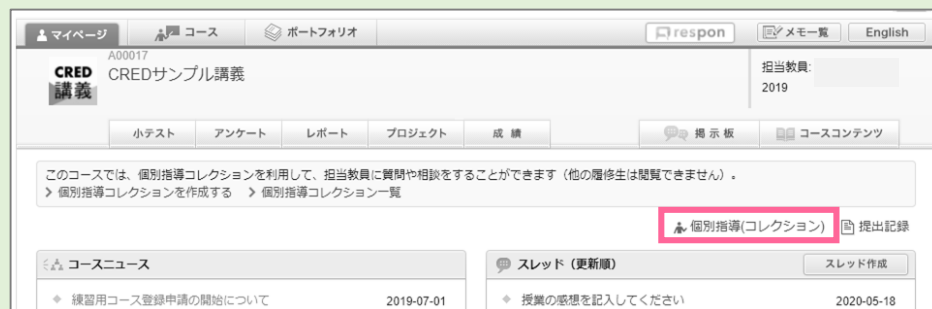 マイページ コース ポートフォリオ respon メモ一覧 English
A00017
CRED 講義
CREDサンプル講義
担当教員:
2019
小テスト アンケート レポート プロジェクト 成績 掲示板 コースコンテンツ
このコースでは、個別指導コレクションを利用して、担当教員に質問や相談をすることができます（他の履修生は閲覧できません）。
> 個別指導コレクションを作成する > 個別指導コレクション一覧
個別指導(コレクション) 提出記録
コースニュース
スレッド（更新順） スレッド作成
練習用コース登録申請の開始について 2019-07-01
授業の感想を記入してください 2020-05-18